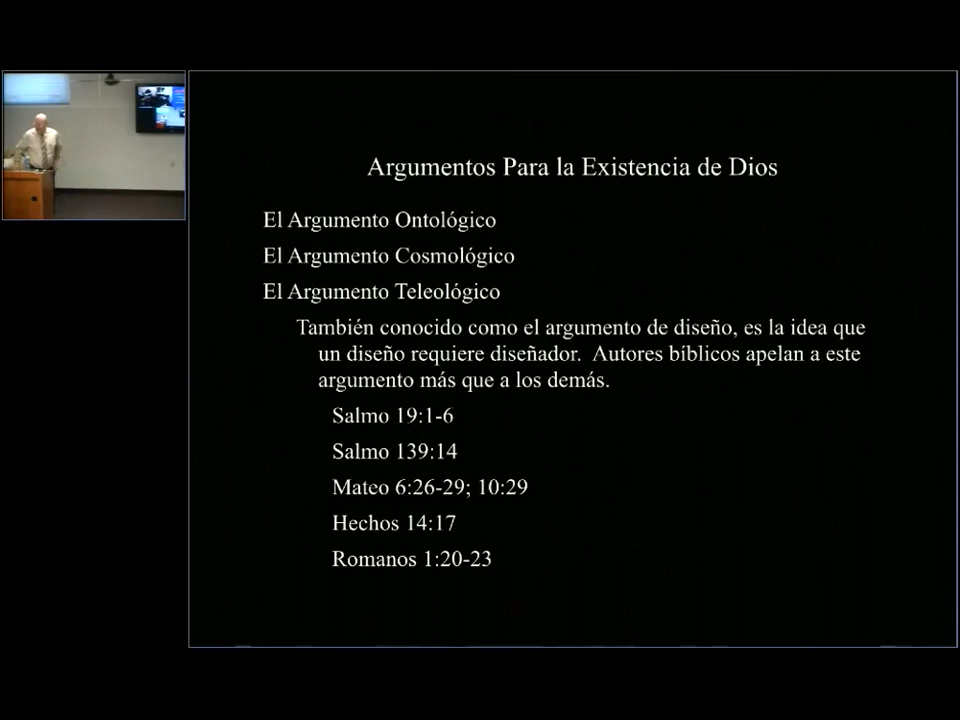 Argumentos Para la Existencia de Dios
El Argumento Ontológico
El Argumento Cosmológico
El Argumento Teleológico
También conocido como el argumento de diseño, es la idea que
un diseño requiere diseñador. Autores bíblicos apelan a este
argumento más que a los demás.
Salmo 19:1-6
Salmo 139:14
Mateo 6:26-29; 10:29
Hechos 14:17
Romanos 1:20-23